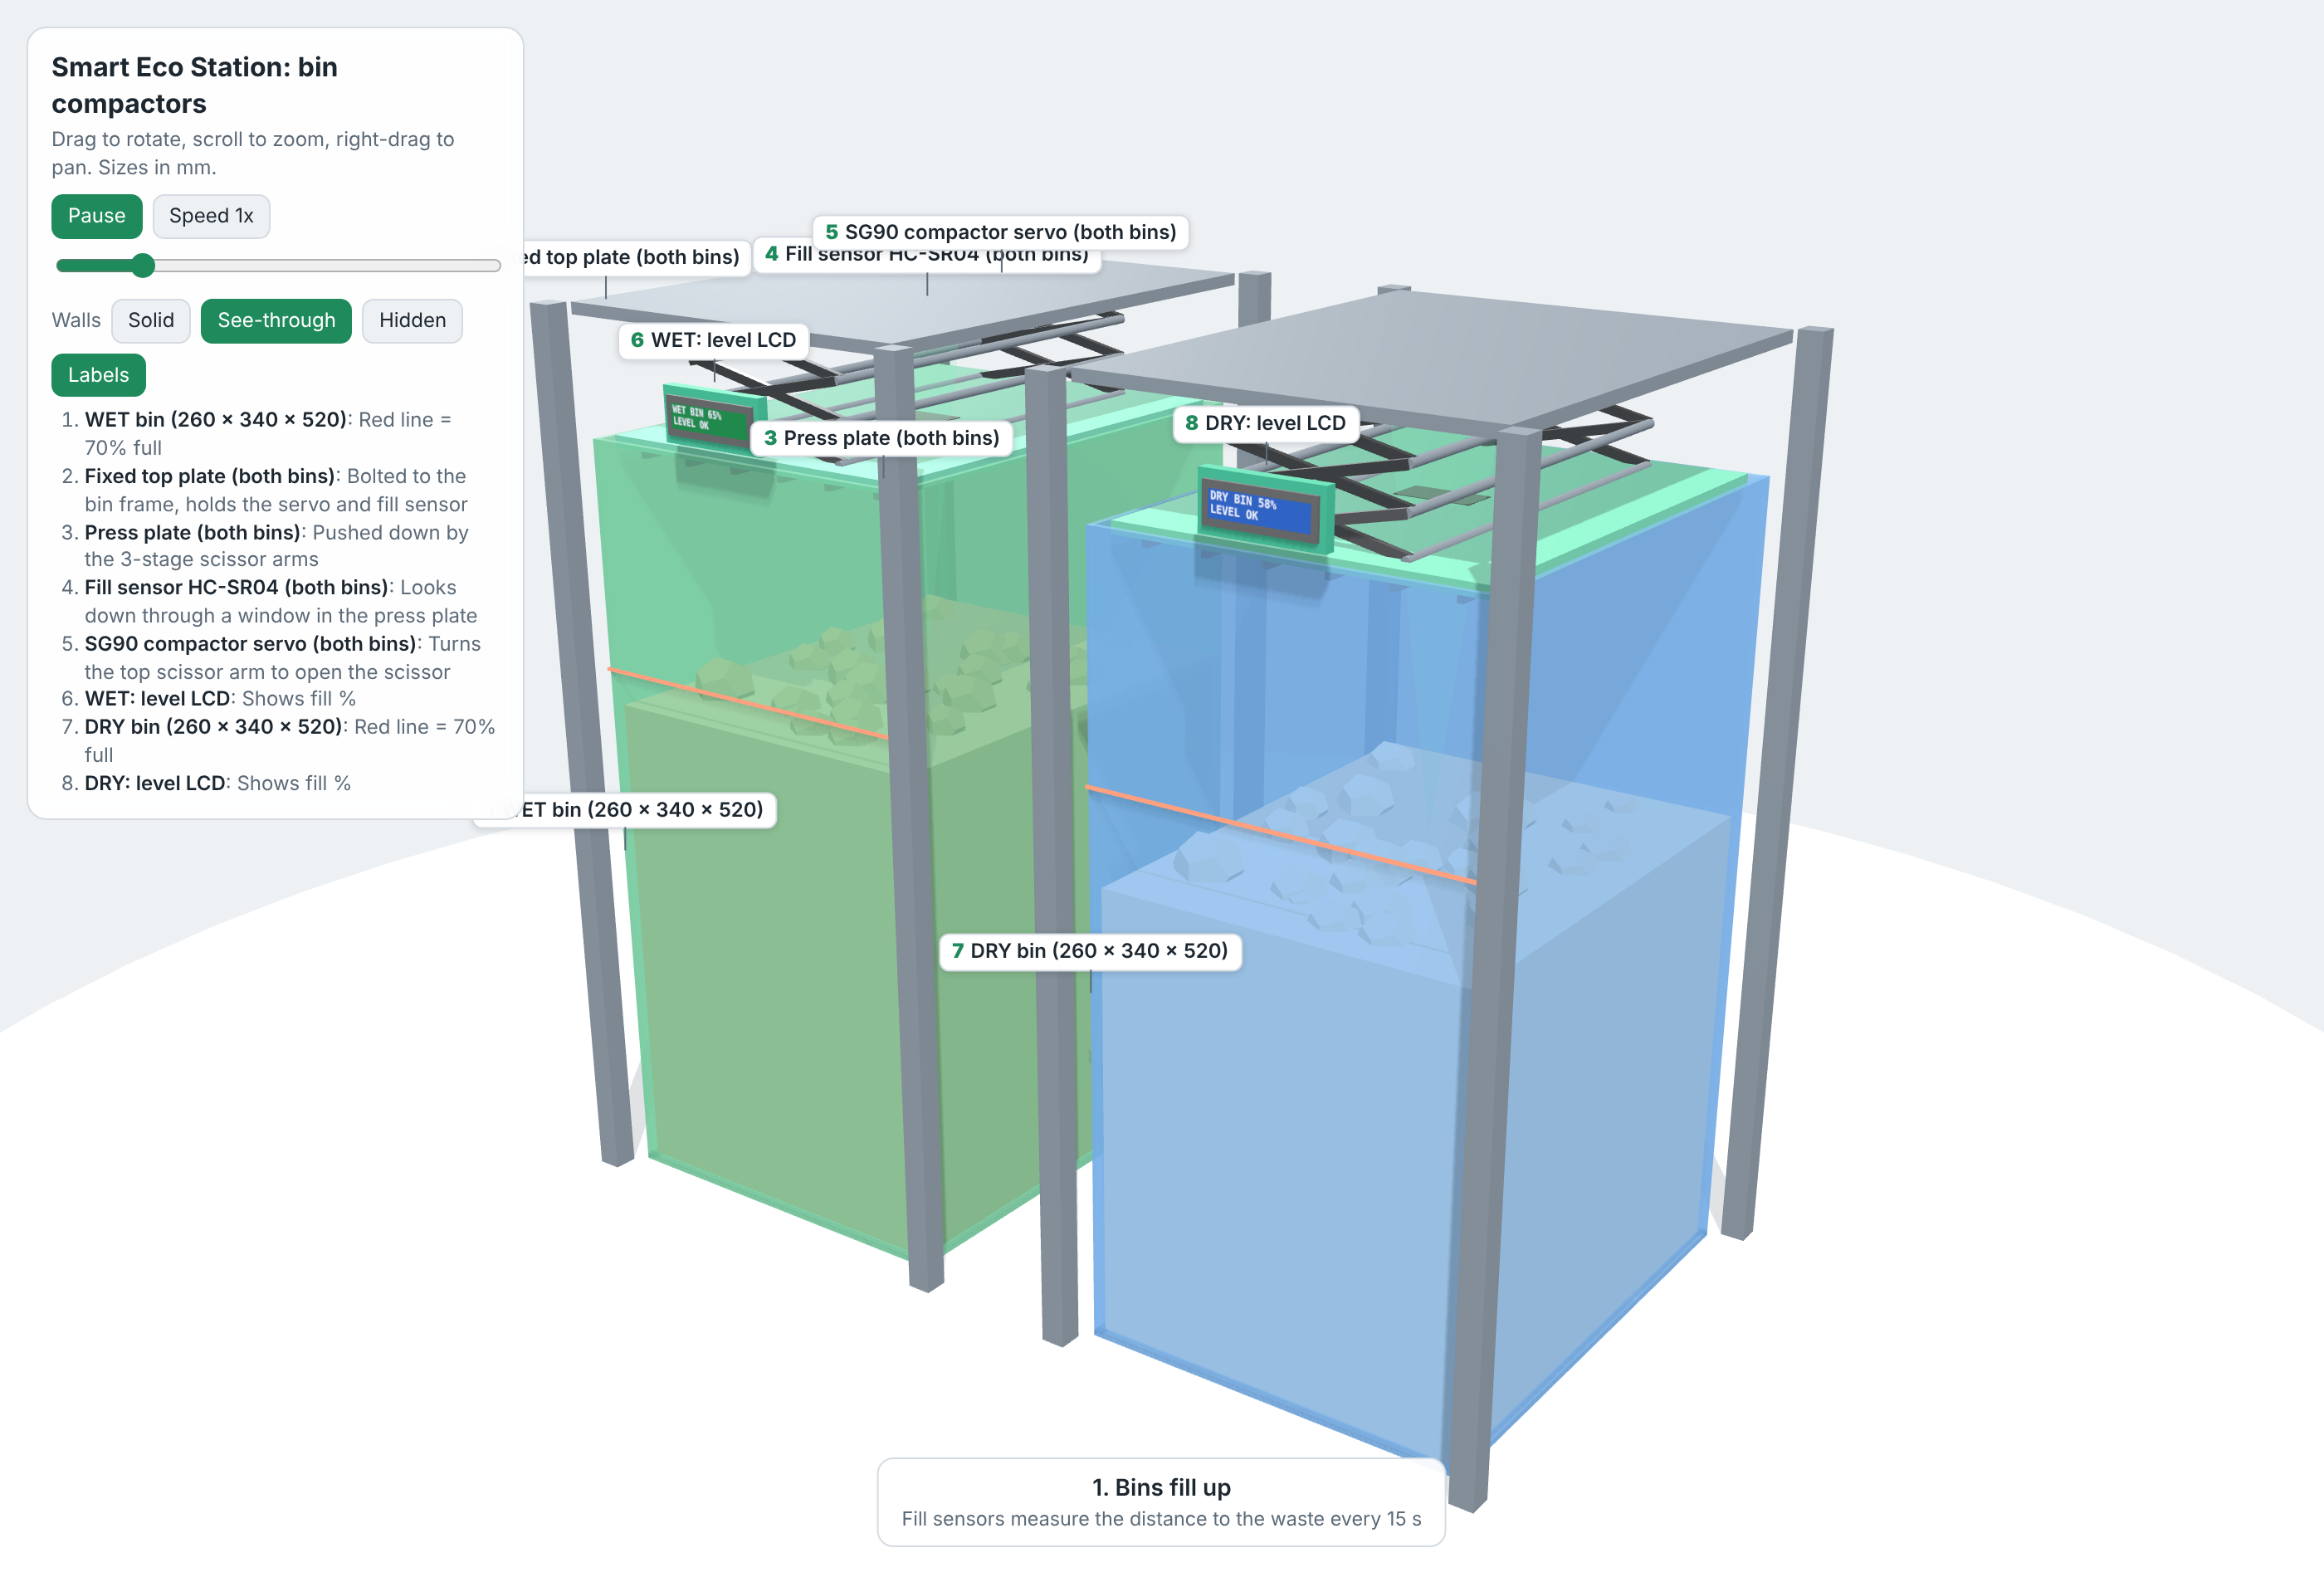 Smart Eco Station: bin
compactors
Drag to rotate, scroll to zoom, right-drag to
pan. Sizes in mm.
Pause
Speed 1x
Walls
Solid
See-through
Hidden
Labels
1. WET bin (260 × 340 × 520): Red line =
70% full
2. Fixed top plate (both bins): Bolted to the
bin frame, holds the servo and fill sensor
3. Press plate (both bins): Pushed down by
the 3-stage scissor arms
4. Fill sensor HC-SR04 (both bins): Looks
down through a window in the press plate
5. SG90 compactor servo (both bins): Turns
the top scissor arm to open the scissor
6. WET: level LCD: Shows fill %
7. DRY bin (260 × 340 × 520): Red line = 70%
full
8. DRY: level LCD: Shows fill %
5 SG90 compactor servo (both bins)
ed top plate (both bins)
4 Fill sensor HC-SR04 (both bins)
6 WET: level LCD
WET BIN 65%
LEVEL OK
3 Press plate (both bins)
8 DRY: level LCD
DRY BIN 58%
LEVEL OK
WET bin (260 × 340 × 520)
7 DRY bin (260 × 340 × 520)
1. Bins fill up
Fill sensors measure the distance to the waste every 15 s